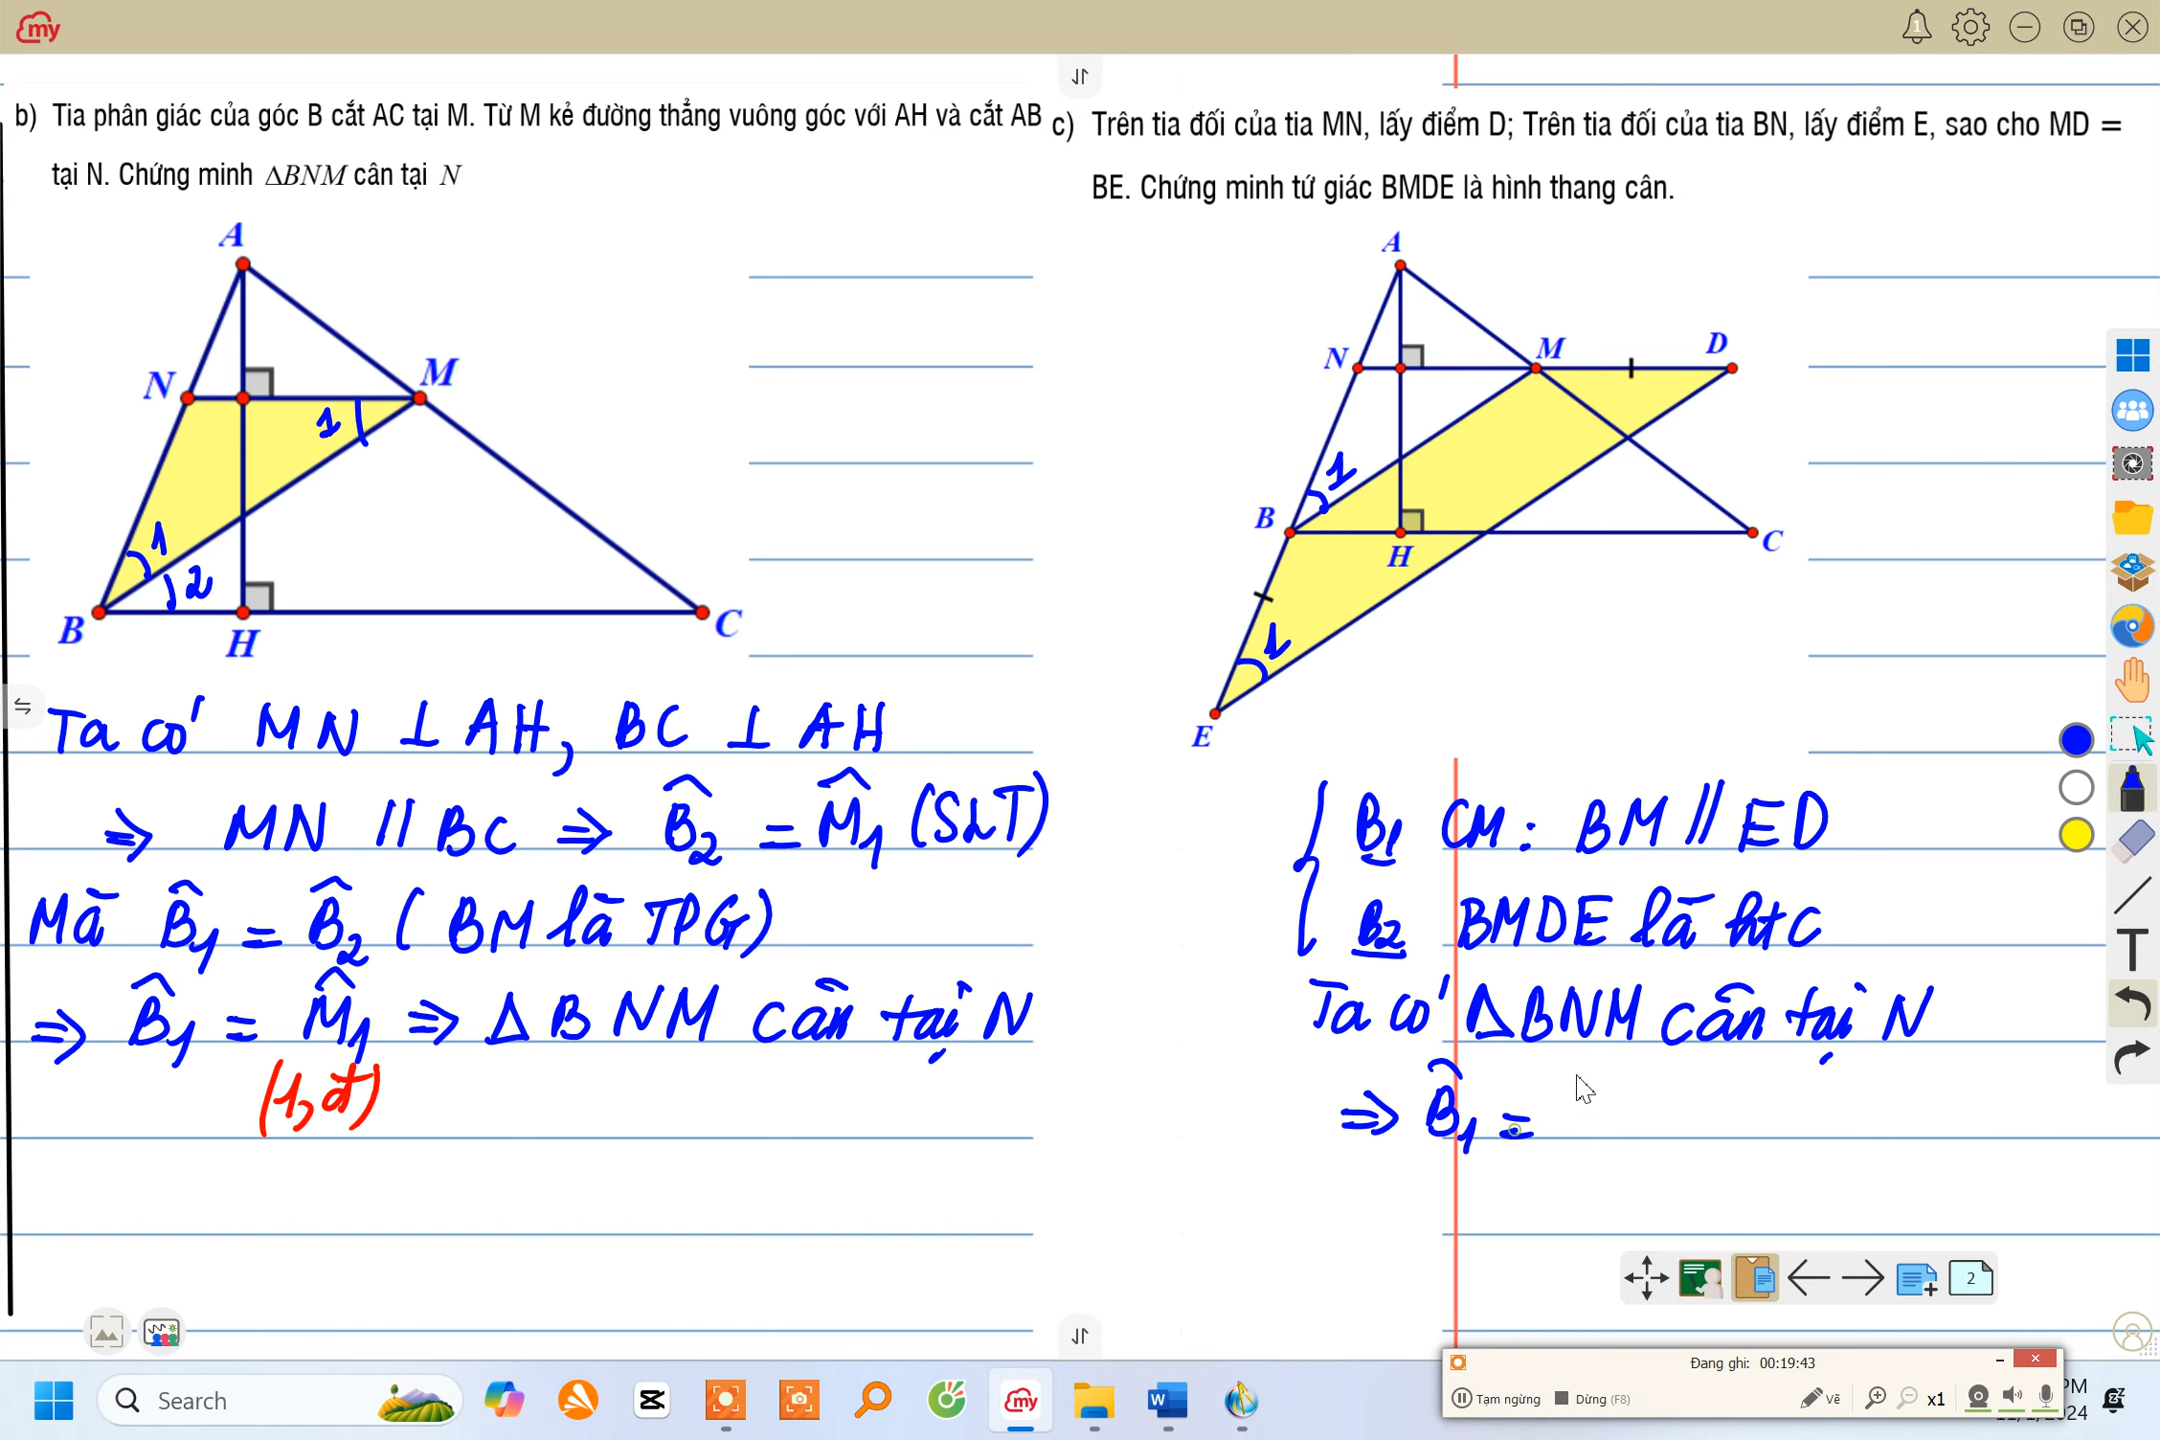 my
1
b) Tia phân giác của góc B cắt AC tại M. Từ M kẻ đường thẳng vuông góc với AH và cắt AB
tại N. Chứng minh ΔBNM cân tại N
A
N
M
1
1
2
B
H
C
Ta có MN ⊥ AH, BC ⊥ AH
⇒ MN // BC ⇒ B̂2 = M̂1 (SLT)
Mà B̂1 = B̂2 ( BM là TPG)
⇒ B̂1 = M̂1 ⇒ Δ BNM cân tại N
(1,đ)
c) Trên tia đối của tia MN, lấy điểm D; Trên tia đối của tia BN, lấy điểm E, sao cho MD =
BE. Chứng minh tứ giác BMDE là hình thang cân.
A
N
M
D
1
B
H
C
1
E
B1 CM: BM // ED
B2 BMDE là htC
Ta có ΔBNM cân tại N
⇒ B̂1 =
T
2
Đang ghi: 00:19:43
Tạm ngừng
Dừng (F8)
Vẽ
x1
Search
W
my
PM